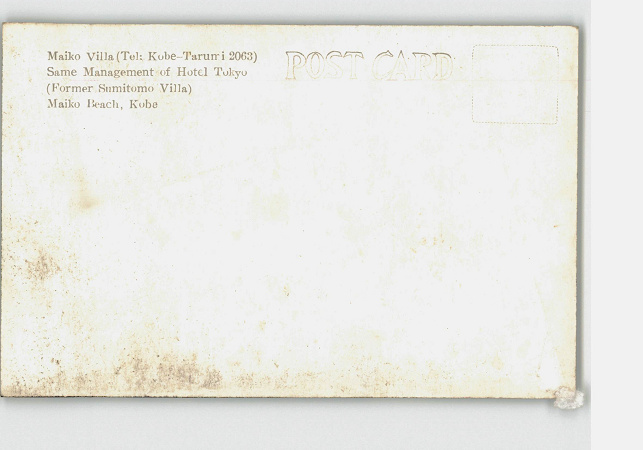 Maiko Villa (Tel: Kobe-Tarumi 2063)
Same Management of Hotel Tokyo
(Former Sumitomo Villa)
Maiko Beach, Kobe
POST CARD